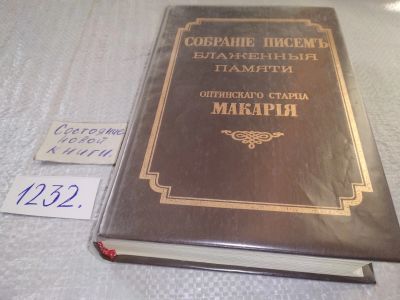 СОБРАНІЕ ПИСЕМЪ
БЛАЖЕННЫЯ
ПАМЯТИ
ОПТИНСКАГО СТАРЦА
МАКАРІЯ
Состояние
новой
книги.
1232.